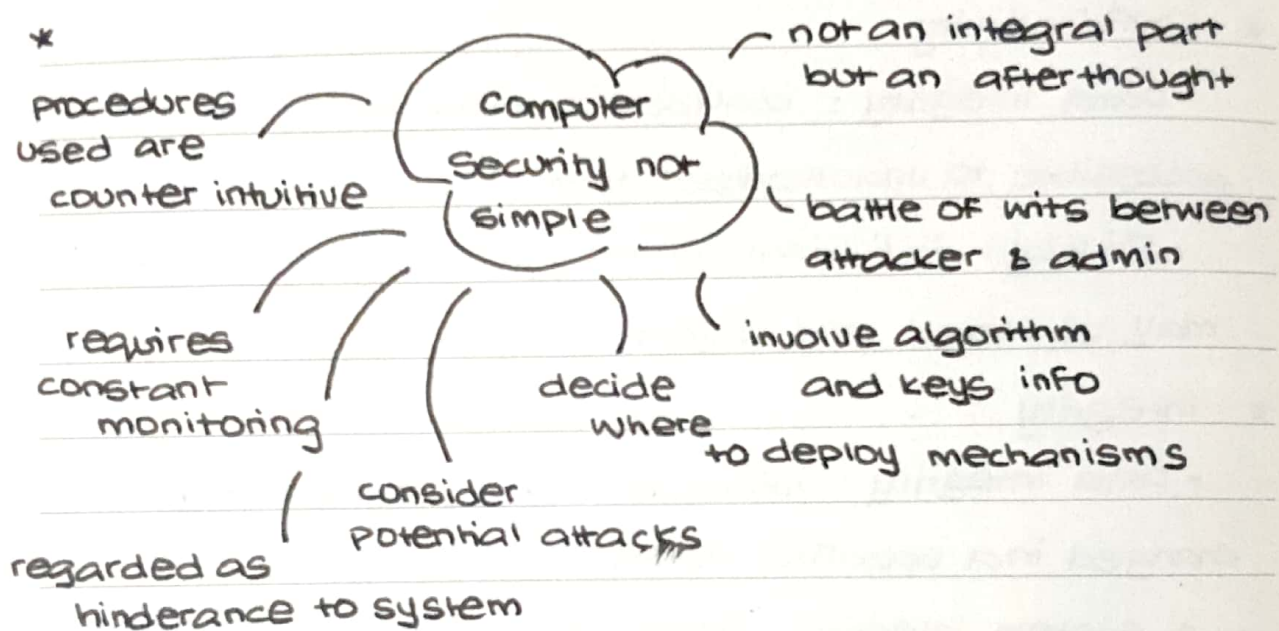 *
computer
security not
simple
not an integral part
but an afterthought
battle of wits between
attacker & admin
involve algorithm
and keys info
decide
where
to deploy mechanisms
consider
potential attacks
regarded as
hinderance to system
requires
constant
monitoring
procedures
used are
counter intuitive